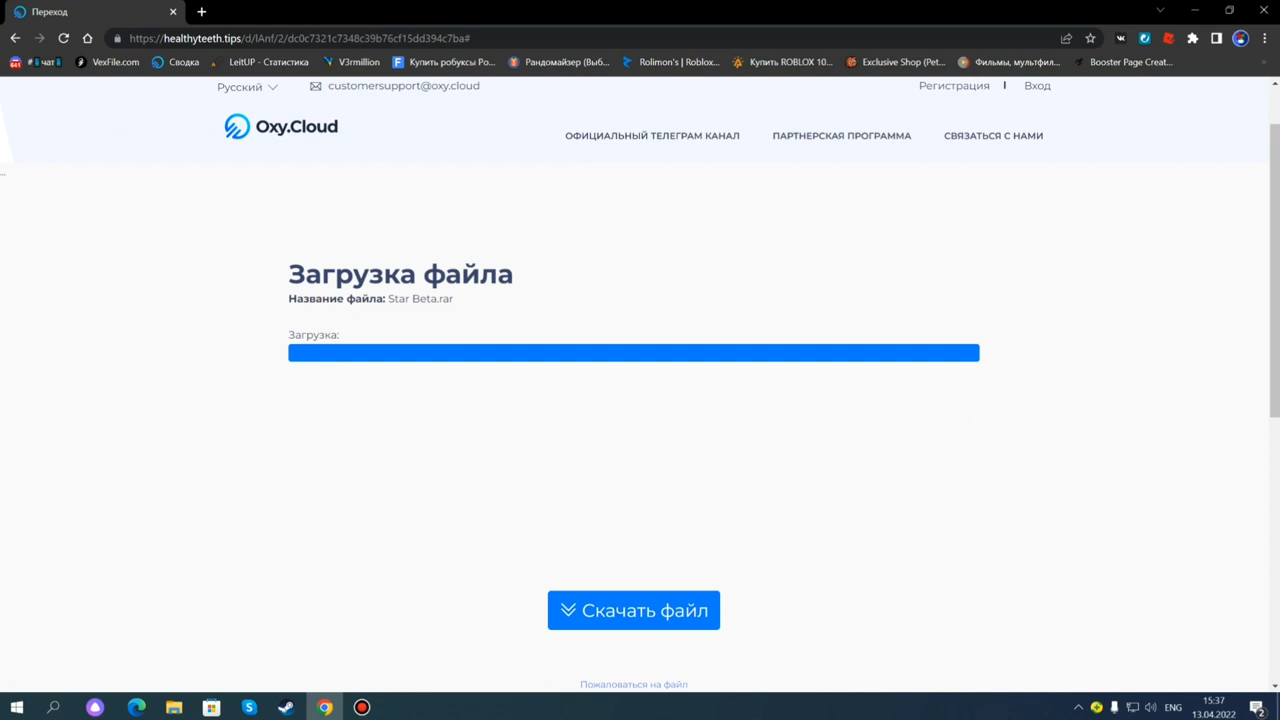 Переход
https://healthyteeth.tips/d/IAnf/2/dc0c7321c7348c39b76cf15dd394c7ba#
VexFile.com
Сводка
LeitUP - Статистика
V3rmillion
Купить робуксы Ро...
Рандомайзер (Выб...
Rolimon's | Roblox...
Купить ROBLOX 10...
Exclusive Shop (Pet...
Фильмы, мультфил...
Booster Page Creat...
Русский
customersupport@oxy.cloud
Регистрация
Вход
Oxy.Cloud
ОФИЦИАЛЬНЫЙ ТЕЛЕГРАМ КАНАЛ
ПАРТНЕРСКАЯ ПРОГРАММА
СВЯЗАТЬСЯ С НАМИ
...
Загрузка файла
Название файла: Star Beta.rar
Загрузка:
Скачать файл
Пожаловаться на файл
ENG
15:37
13.04.2022